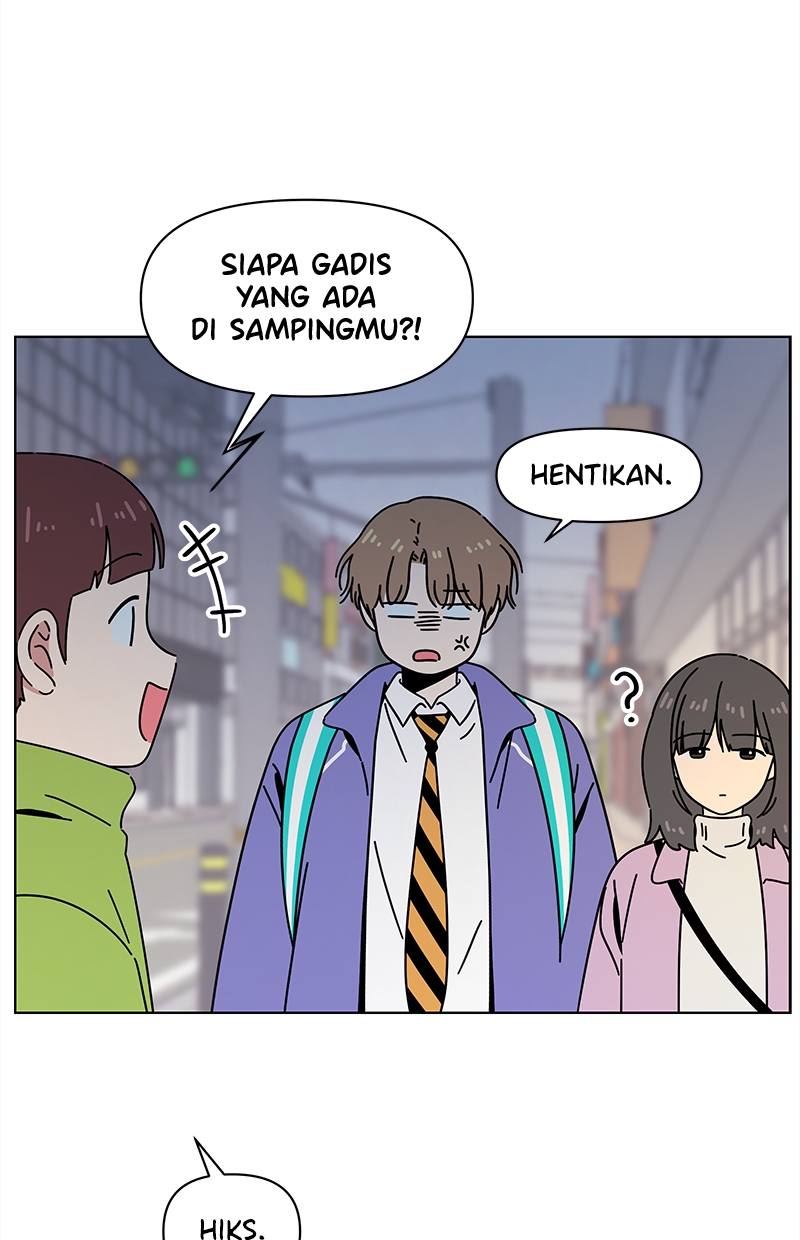 SIAPA GADIS
YANG ADA
DI SAMPINGMU?!
HENTIKAN.
?
HIKS.